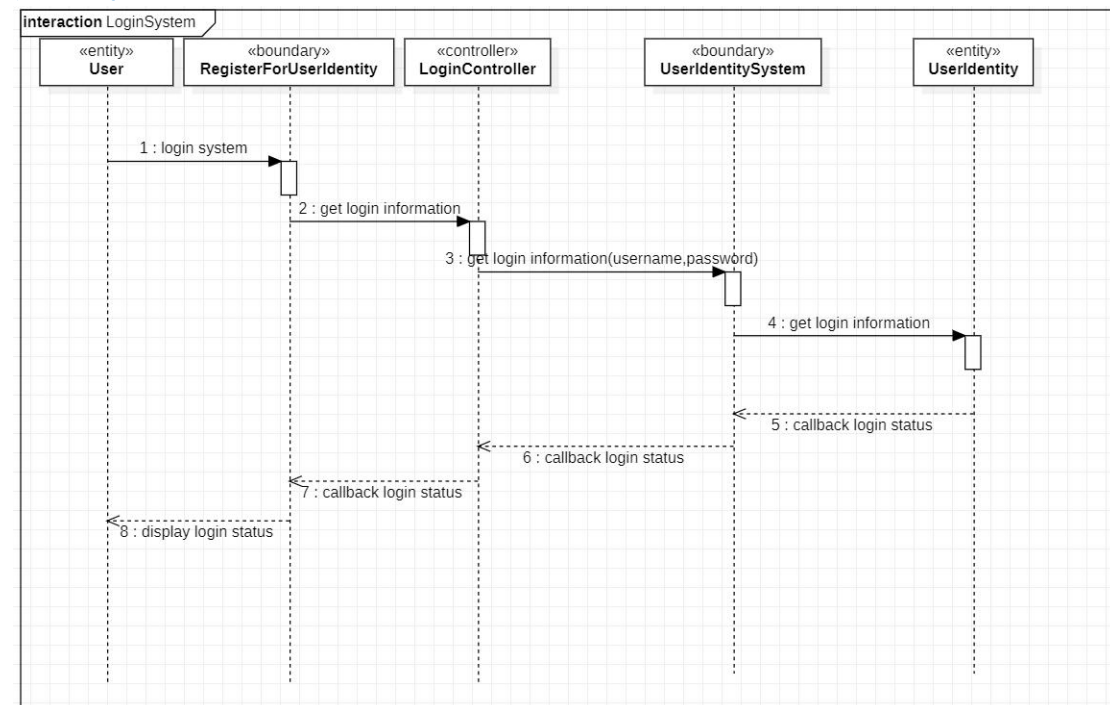 interaction LoginSystem
«entity»
User
«boundary»
RegisterForUserIdentity
«controller»
LoginController
«boundary»
UserIdentitySystem
«entity»
UserIdentity
1 : login system
2 : get login information
3 : get login information(username,password)
4 : get login information
5 : callback login status
6 : callback login status
7 : callback login status
8 : display login status